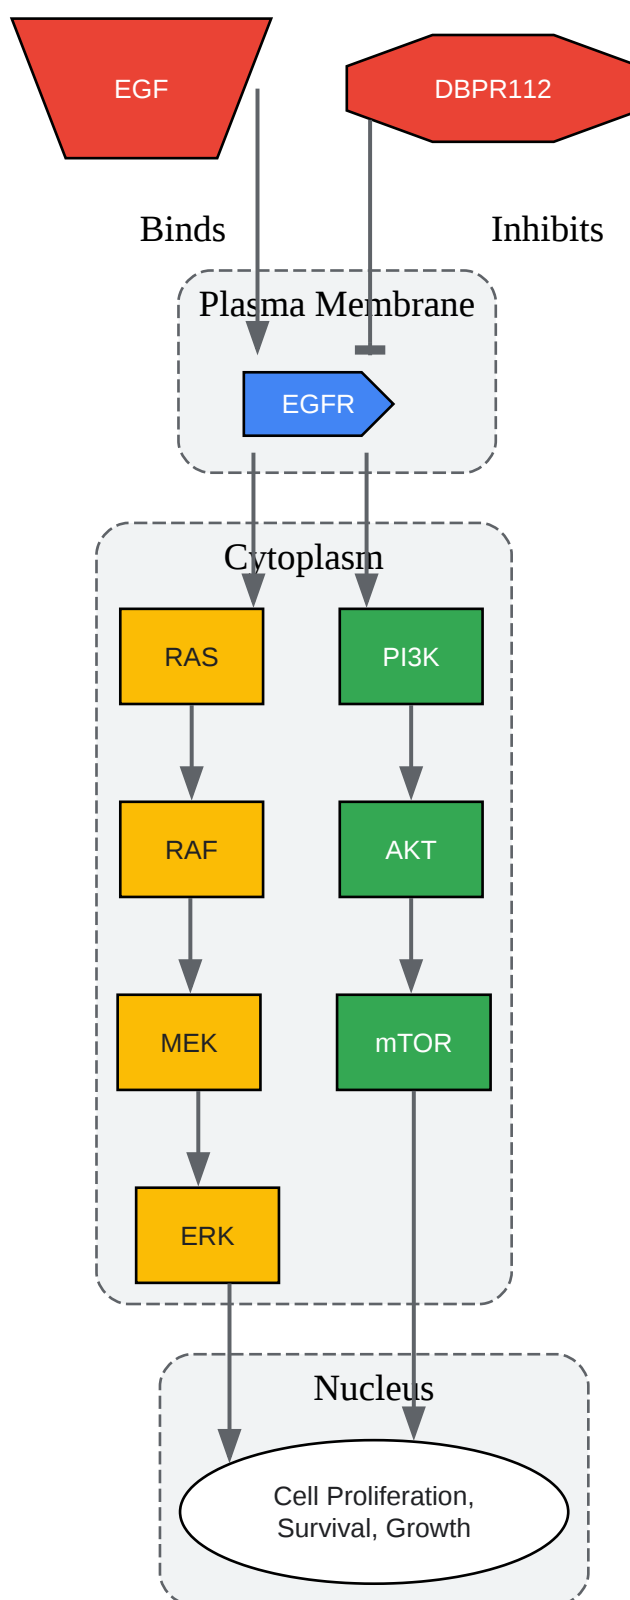 EGF
DBPR112
Binds
Inhibits
Plasma Membrane
EGFR
Cytoplasm
RAS
PI3K
RAF
AKT
MEK
mTOR
ERK
Nucleus
Cell Proliferation,
Survival, Growth